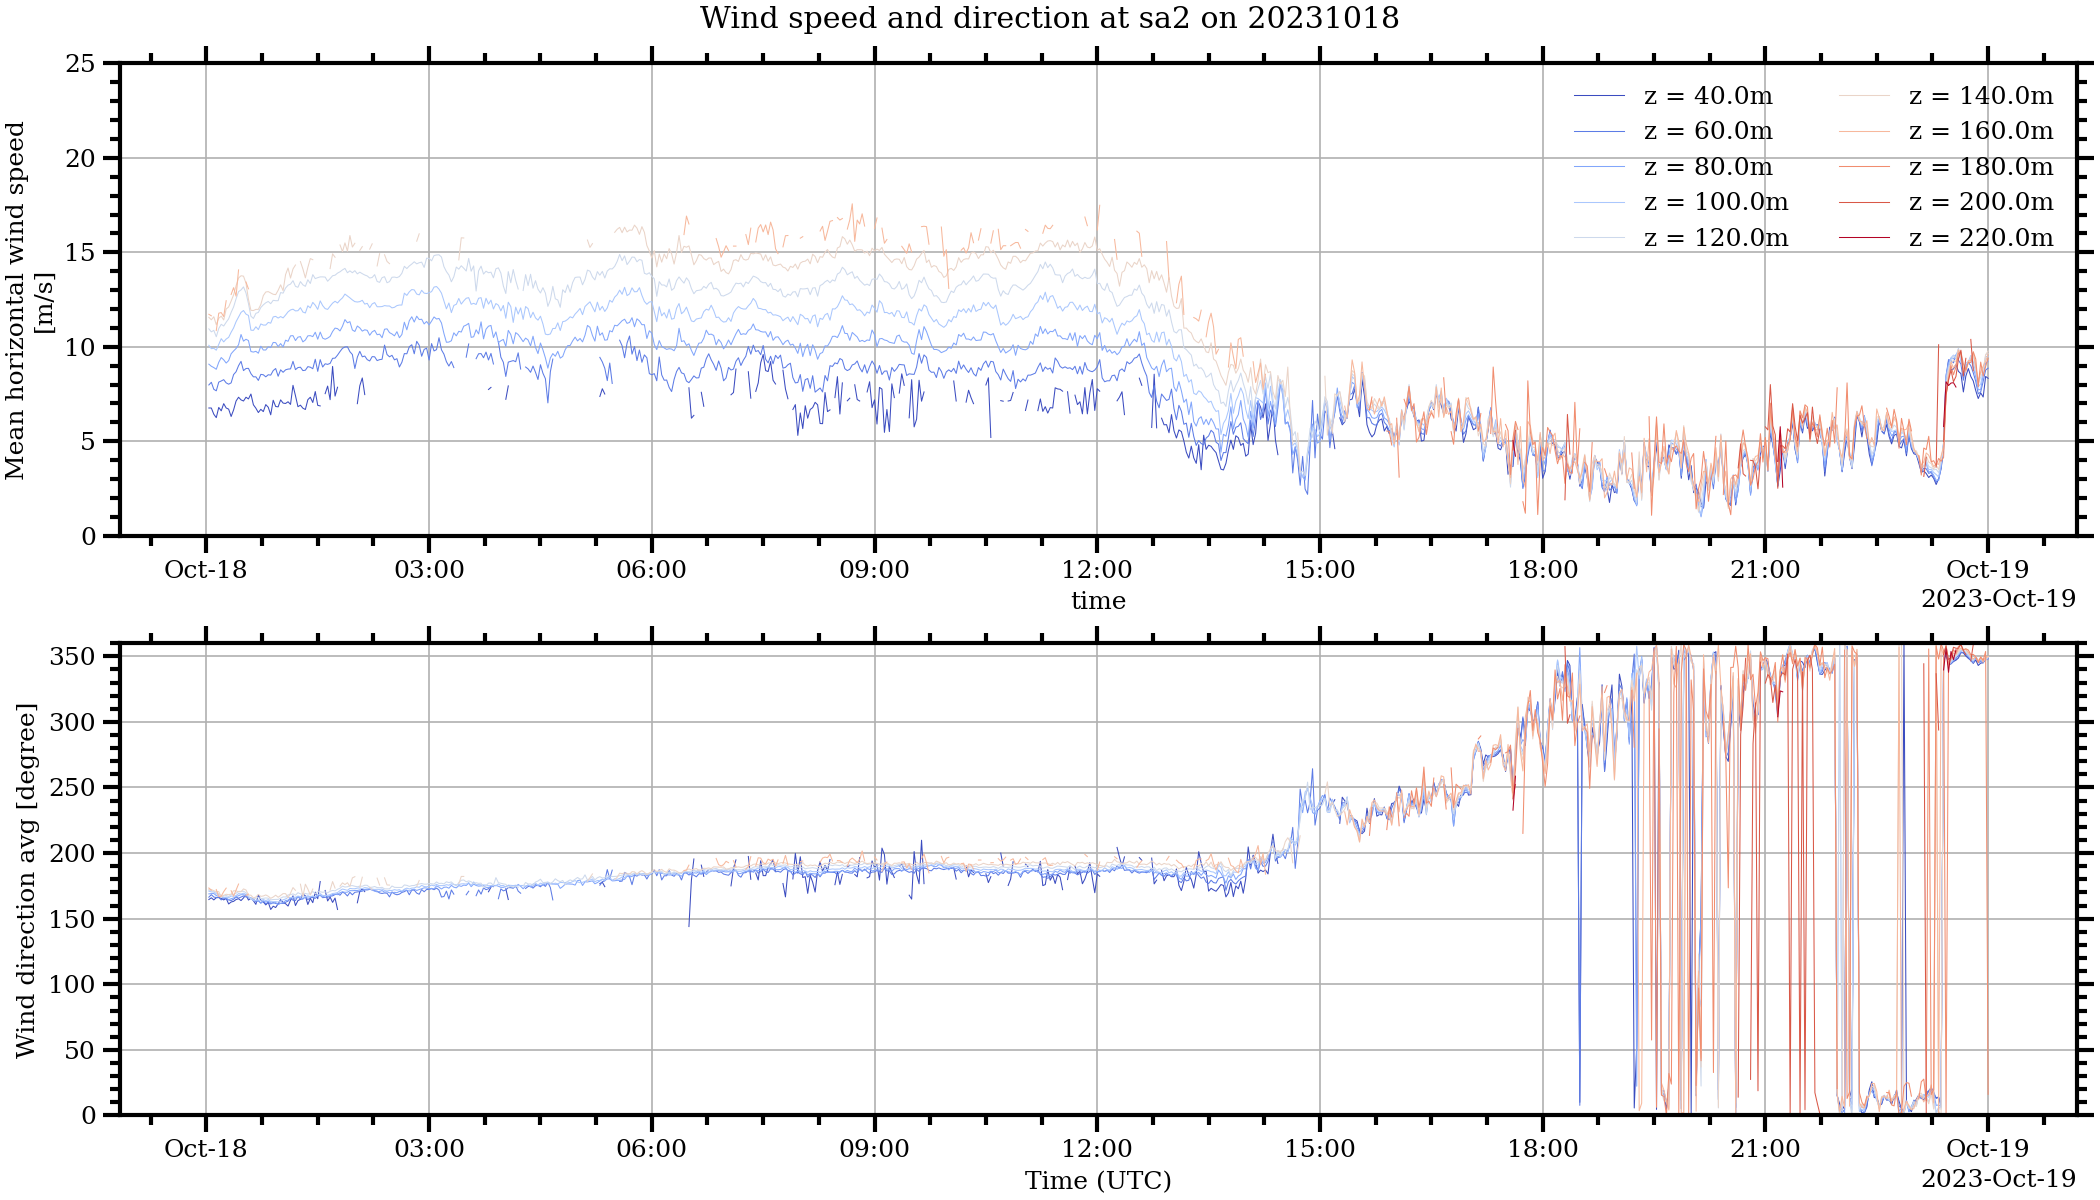 Wind speed and direction at sa2 on 20231018
Mean horizontal wind speed
[m/s]
25
20
15
10
5
0
z = 40.0m
z = 60.0m
z = 80.0m
z = 100.0m
z = 120.0m
z = 140.0m
z = 160.0m
z = 180.0m
z = 200.0m
z = 220.0m
Oct-18 03:00 06:00 09:00 12:00 15:00 18:00 21:00 Oct-19
time
2023-Oct-19
Wind direction avg [degree]
350
300
250
200
150
100
50
0
Oct-18 03:00 06:00 09:00 12:00 15:00 18:00 21:00 Oct-19
Time (UTC)
2023-Oct-19